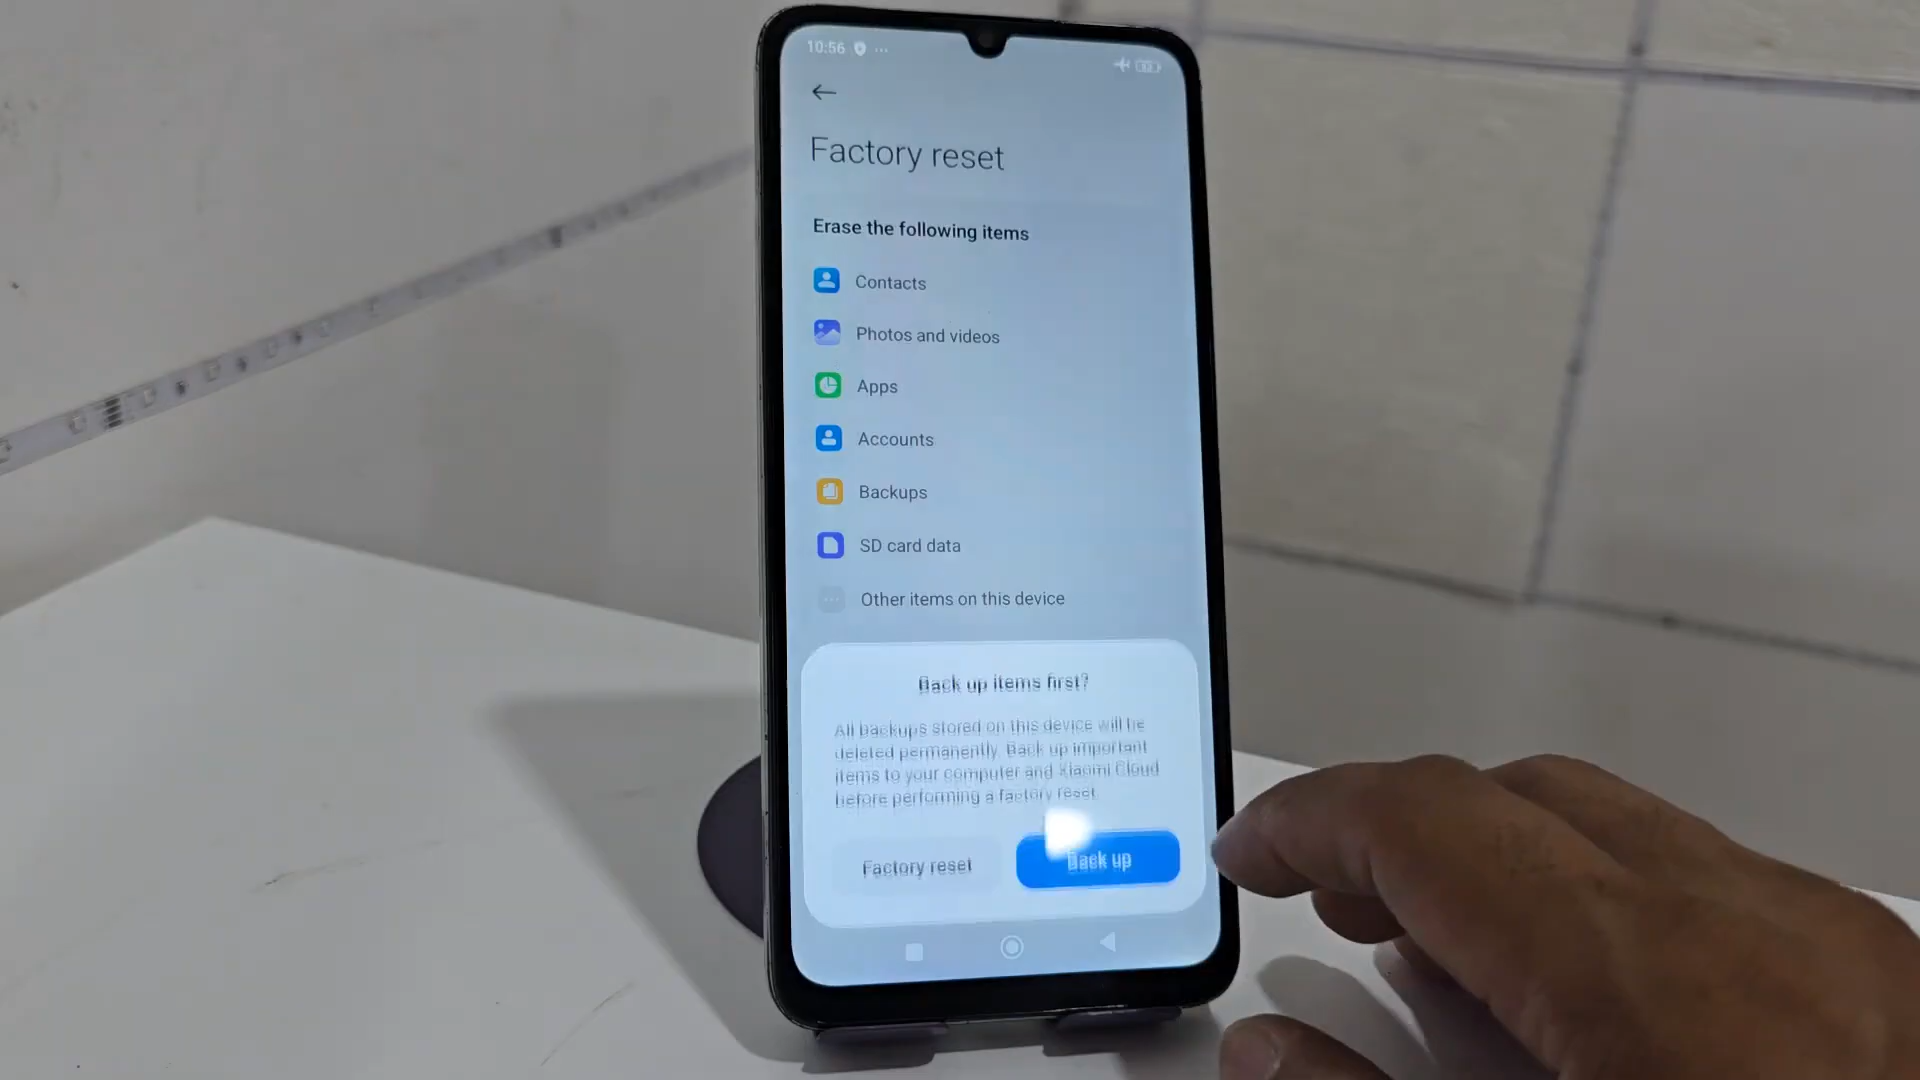 10:56
Factory reset
Erase the following items
Contacts
Photos and videos
Apps
Accounts
Backups
SD card data
Other items on this device
Back up items first?
All backups stored on this device will be
deleted permanently. Back up important
items to your computer and Xiaomi Cloud
before performing a factory reset.
Factory reset
Back up